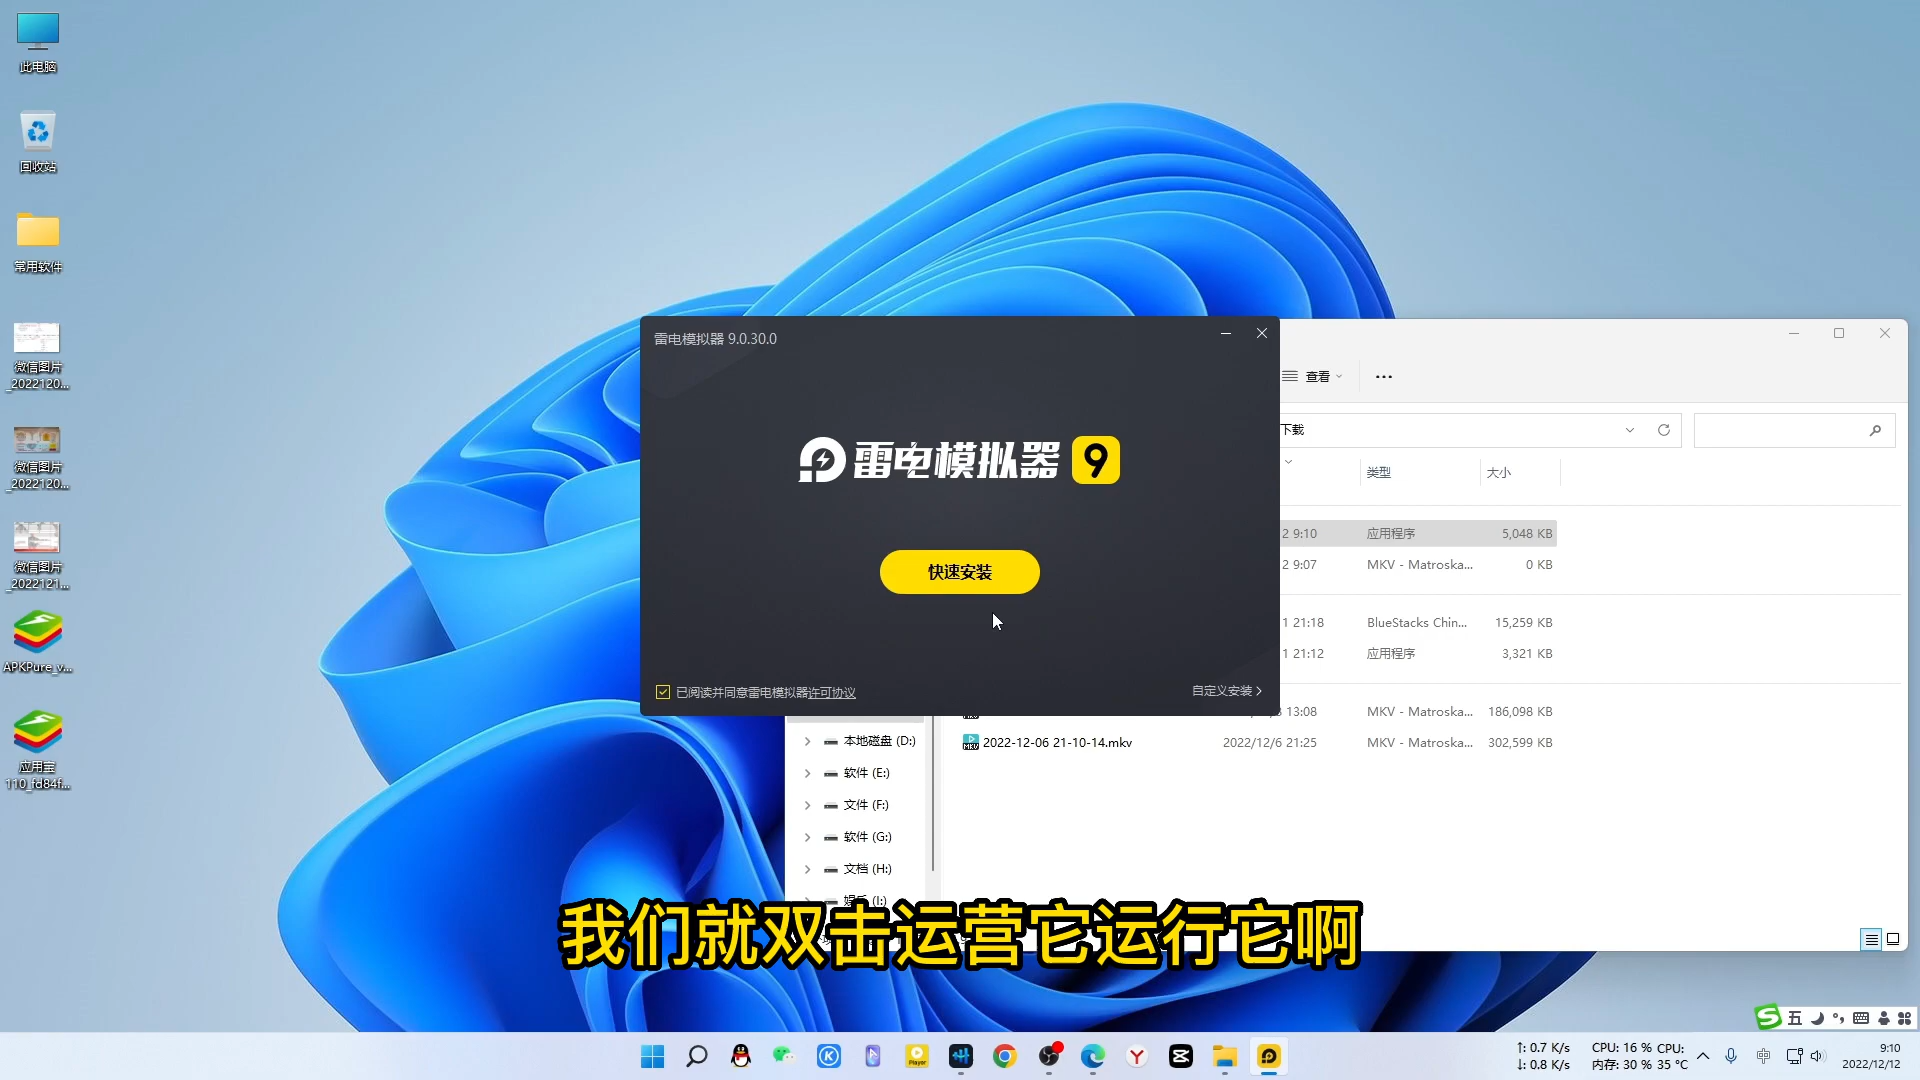 此电脑
回收站
常用软件
微信图片
_2022120...
微信图片
_2022120...
微信图片
_2022121...
APKPure_v...
应用宝
110_fd84f...
雷电模拟器 9.0.30.0
雷电模拟器 9
快速安装
已阅读并同意雷电模拟器许可协议
自定义安装
查看
下载
类型
大小
2 9:10 应用程序 5,048 KB
2 9:07 MKV - Matroska... 0 KB
1 21:18 BlueStacks Chin... 15,259 KB
1 21:12 应用程序 3,321 KB
13:08 MKV - Matroska... 186,098 KB
2022-12-06 21-10-14.mkv 2022/12/6 21:25 MKV - Matroska... 302,599 KB
本地磁盘 (D:)
软件 (E:)
文件 (F:)
软件 (G:)
文档 (H:)
娱乐 (I:)
我们就双击运营它运行它啊
五
↑: 0.7 K/s CPU: 16 % CPU:
↓: 0.8 K/s 内存: 30 % 35 °C
中
9:10
2022/12/12